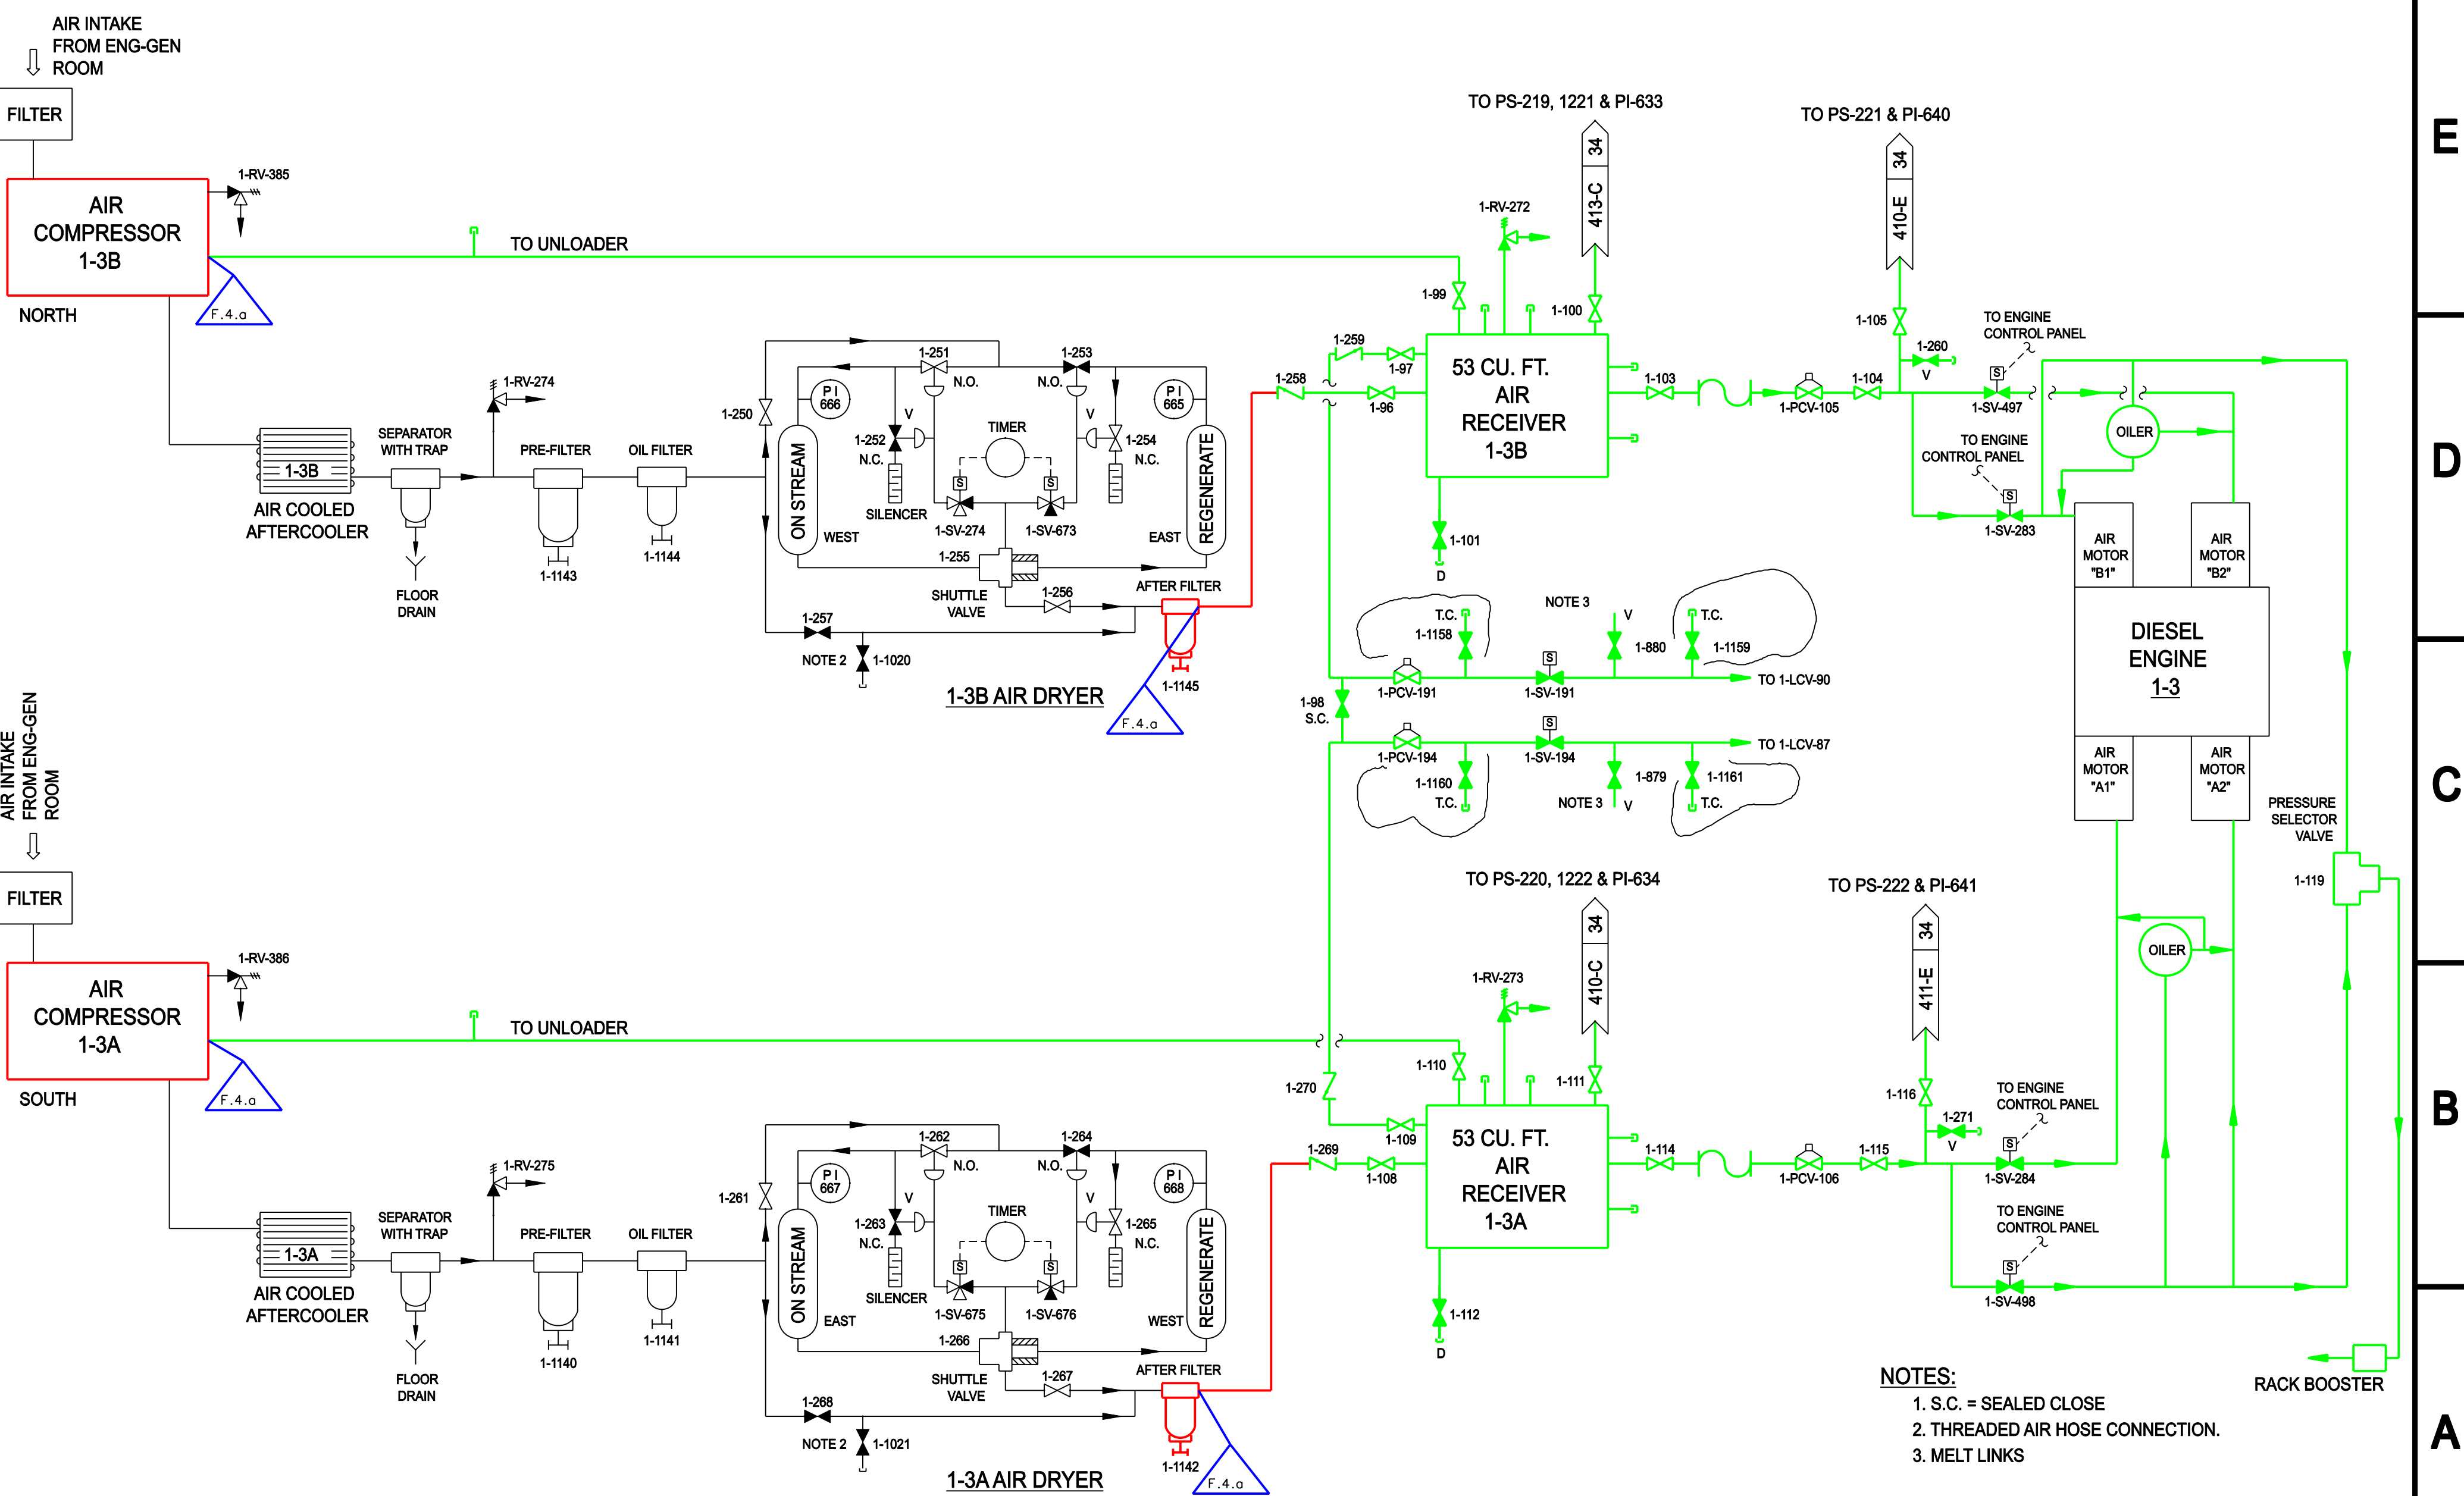 AIR INTAKE
FROM ENG-GEN
ROOM
FILTER
1-RV-385
AIR
COMPRESSOR
1-3B
NORTH
F.4.a
TO UNLOADER
1-3B
AIR COOLED
AFTERCOOLER
SEPARATOR
WITH TRAP
FLOOR
DRAIN
1-RV-274
PRE-FILTER
1-1143
OIL FILTER
1-1144
1-250
1-251
N.O.
1-253
N.O.
PI
666
PI
665
V
1-252
N.C.
V
1-254
N.C.
TIMER
S
S
ON STREAM
WEST
SILENCER
1-SV-274
1-SV-673
EAST
REGENERATE
1-255
SHUTTLE
VALVE
1-256
1-257
NOTE 2
1-1020
AFTER FILTER
1-1145
F.4.a
1-3B AIR DRYER
TO PS-219, 1221 & PI-633
34
413-C
1-RV-272
1-99
1-100
1-259
1-97
1-258
1-96
53 CU. FT.
AIR
RECEIVER
1-3B
1-101
D
1-103
1-PCV-105
1-104
TO PS-221 & PI-640
34
410-E
1-105
1-260
V
TO ENGINE
CONTROL PANEL
S
1-SV-497
TO ENGINE
CONTROL PANEL
S
1-SV-283
OILER
AIR
MOTOR
"B1"
AIR
MOTOR
"B2"
DIESEL
ENGINE
1-3
AIR
MOTOR
"A1"
AIR
MOTOR
"A2"
T.C.
1-1158
NOTE 3
V
1-880
T.C.
1-1159
1-PCV-191
S
1-SV-191
TO 1-LCV-90
1-98
S.C.
1-PCV-194
S
1-SV-194
TO 1-LCV-87
1-1160
T.C.
1-879
NOTE 3
V
1-1161
T.C.
PRESSURE
SELECTOR
VALVE
1-119
AIR INTAKE
FROM ENG-GEN
ROOM
FILTER
1-RV-386
AIR
COMPRESSOR
1-3A
SOUTH
F.4.a
TO UNLOADER
1-3A
AIR COOLED
AFTERCOOLER
SEPARATOR
WITH TRAP
FLOOR
DRAIN
1-RV-275
PRE-FILTER
1-1140
OIL FILTER
1-1141
1-261
1-262
N.O.
1-264
N.O.
PI
667
PI
668
V
1-263
N.C.
V
1-265
N.C.
TIMER
S
S
ON STREAM
EAST
SILENCER
1-SV-675
1-SV-676
WEST
REGENERATE
1-266
SHUTTLE
VALVE
1-267
1-268
NOTE 2
1-1021
AFTER FILTER
1-1142
F.4.a
1-3A AIR DRYER
TO PS-220, 1222 & PI-634
34
410-C
1-RV-273
1-110
1-111
1-270
1-109
1-269
1-108
53 CU. FT.
AIR
RECEIVER
1-3A
1-112
D
1-114
1-PCV-106
1-115
TO PS-222 & PI-641
34
411-E
1-116
1-271
V
TO ENGINE
CONTROL PANEL
S
1-SV-284
TO ENGINE
CONTROL PANEL
S
1-SV-498
OILER
RACK BOOSTER
NOTES:
1. S.C. = SEALED CLOSE
2. THREADED AIR HOSE CONNECTION.
3. MELT LINKS
E
D
C
B
A